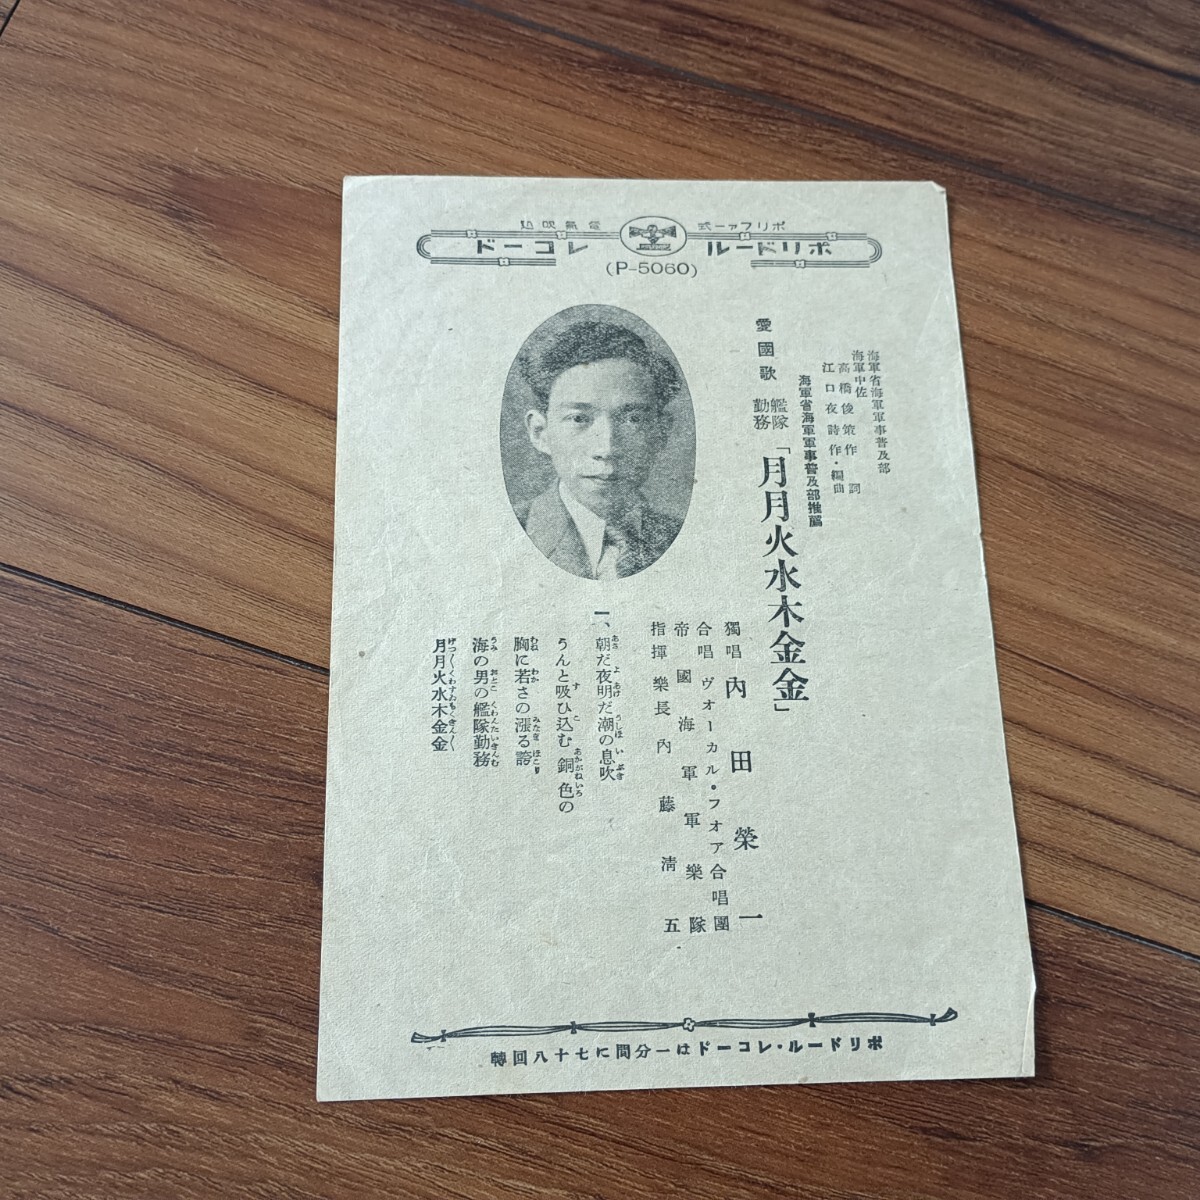 ポリファー式 電氣吹込
ポリドール レコード
(P-5060)
海軍省海軍軍事普及部
海軍中佐 高橋俊策作詞
江口夜詩作・編曲
海軍省海軍軍事普及部推薦
愛國歌 艦隊勤務 「月月火水木金金」
獨唱 內田榮一
合唱 ヴォーカル・フオア合唱團
帝國海軍軍樂隊
指揮 樂長 內藤淸五
一、朝だ夜明だ潮の息吹
うんと吸ひ込む銅色の
胸に若さの漲る誇
海の男の艦隊勤務
月月火水木金金
ポリドール・レコードは一分間に七十八回轉